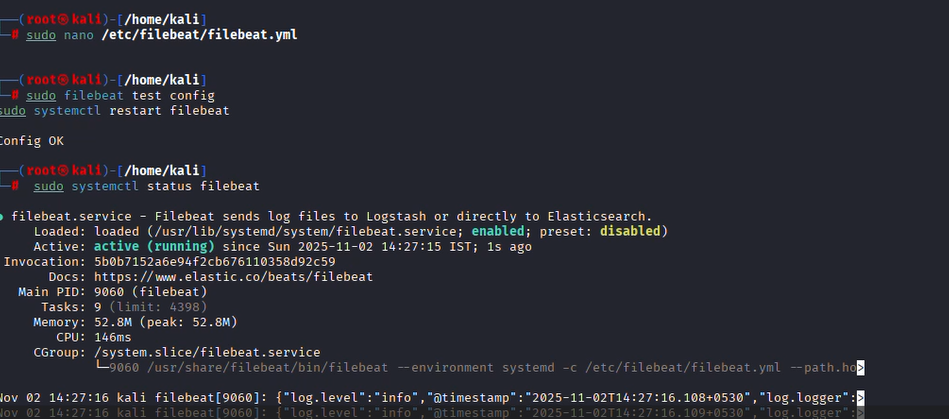 (root㉿kali)-[/home/kali]
# sudo nano /etc/filebeat/filebeat.yml
(root㉿kali)-[/home/kali]
# sudo filebeat test config
sudo systemctl restart filebeat
Config OK
(root㉿kali)-[/home/kali]
# sudo systemctl status filebeat
● filebeat.service - Filebeat sends log files to Logstash or directly to Elasticsearch.
Loaded: loaded (/usr/lib/systemd/system/filebeat.service; enabled; preset: disabled)
Active: active (running) since Sun 2025-11-02 14:27:15 IST; 1s ago
Invocation: 5b0b7152a6e94f2cb676110358d92c59
Docs: https://www.elastic.co/beats/filebeat
Main PID: 9060 (filebeat)
Tasks: 9 (limit: 4398)
Memory: 52.8M (peak: 52.8M)
CPU: 146ms
CGroup: /system.slice/filebeat.service
└─9060 /usr/share/filebeat/bin/filebeat --environment systemd -c /etc/filebeat/filebeat.yml --path.ho>
Nov 02 14:27:16 kali filebeat[9060]: {"log.level":"info","@timestamp":"2025-11-02T14:27:16.108+0530","log.logger":>
Nov 02 14:27:16 kali filebeat[9060]: {"log.level":"info","@timestamp":"2025-11-02T14:27:16.109+0530","log.logger":>